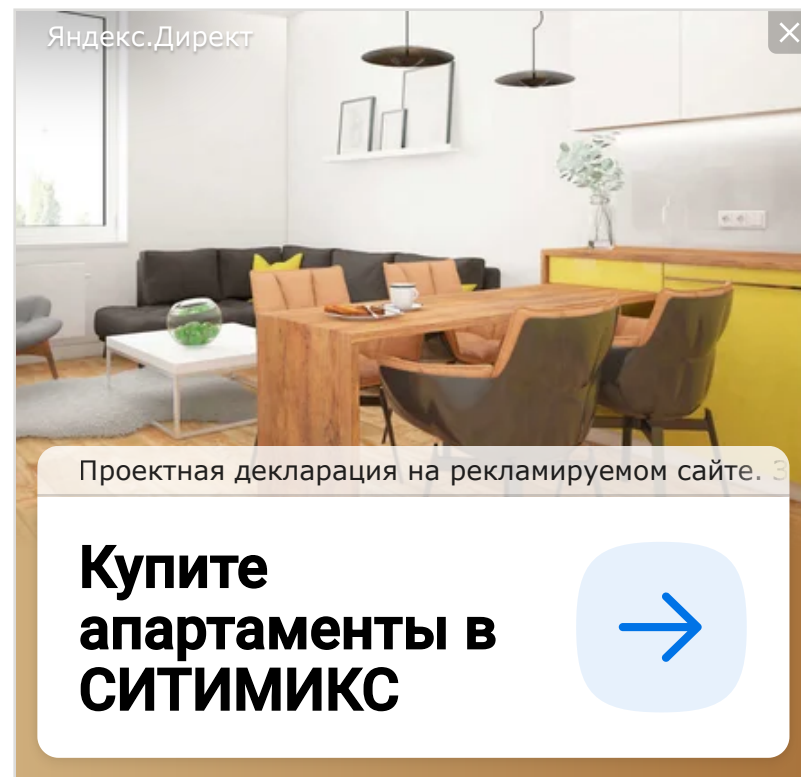 Яндекс.Директ
Проектная декларация на рекламируемом сайте.
Купите
апартаменты в
СИТИМИКС